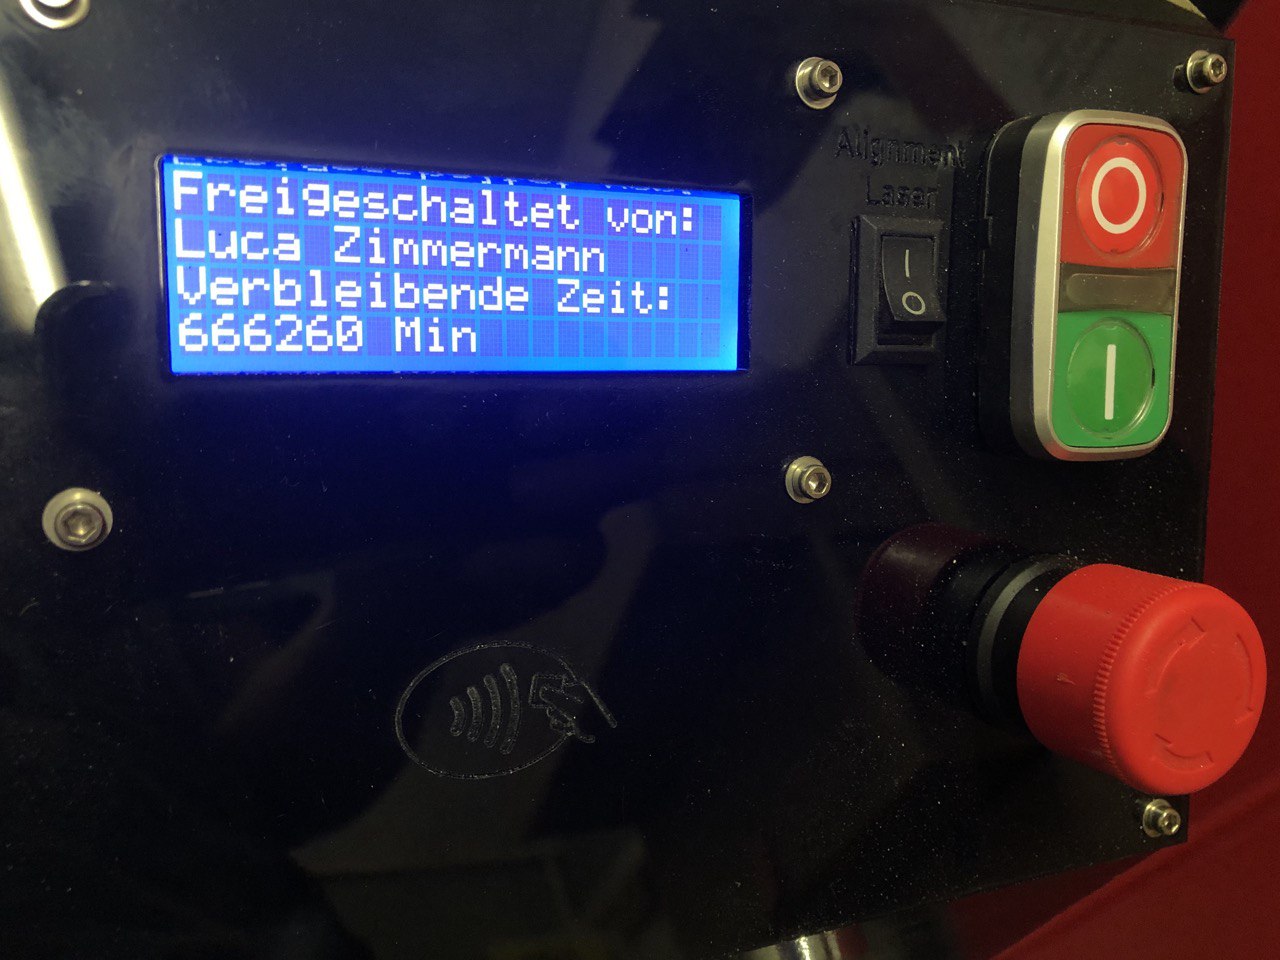 Freigeschaltet von:
Luca Zimmermann
Verbleibende Zeit:
666260 Min
Alignment
Laser